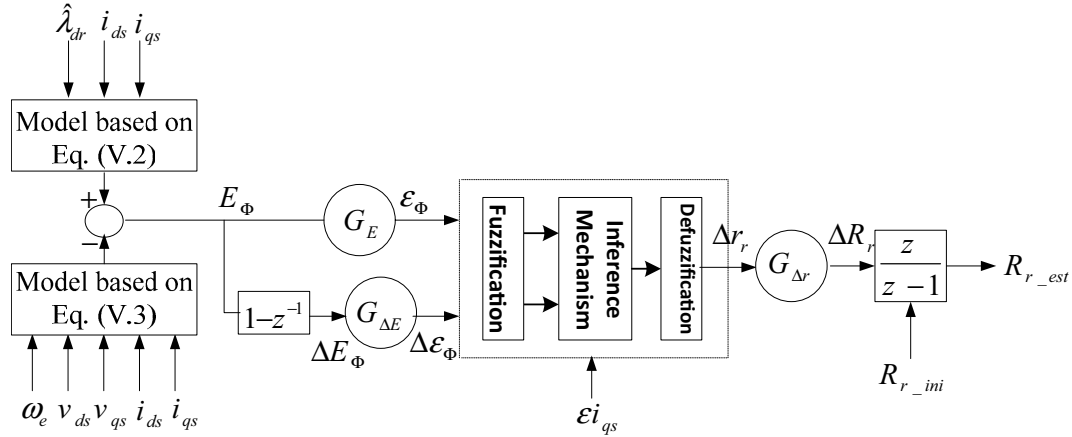 λ̂dr ids iqs
Model based on
Eq. (V.2)
+
−
EΦ
GE
εΦ
Model based on
Eq. (V.3)
1−z⁻¹
ΔEΦ
GΔE
ΔεΦ
ωe vds vqs ids iqs
Fuzzification
Inference
Mechanism
Defuzzification
εiqs
Δrr
GΔr
ΔRr
z
z −1
Rr_est
Rr_ini